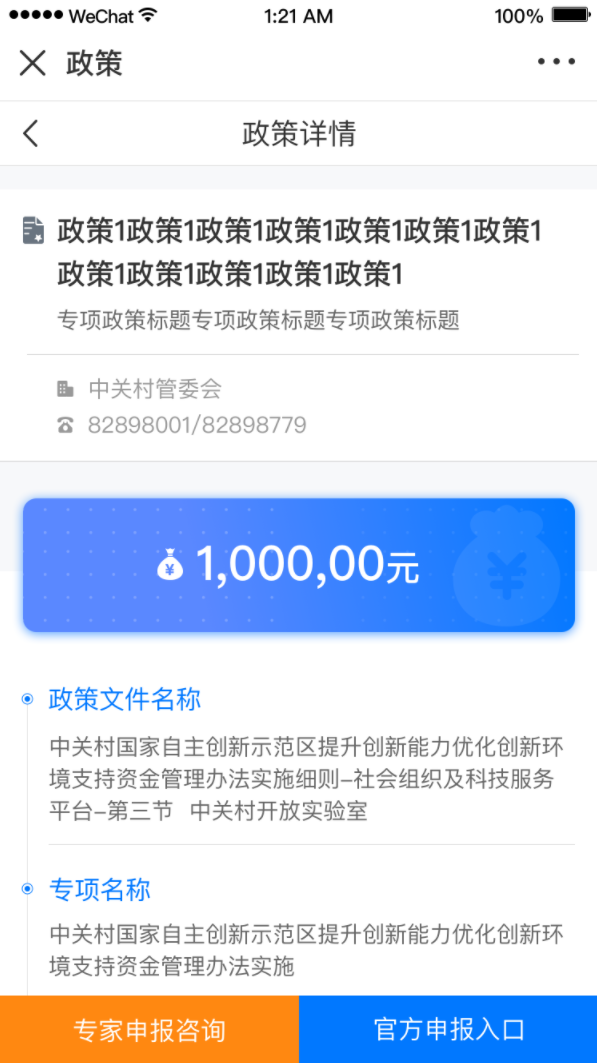 WeChat 1:21 AM 100%
政策
政策详情
政策1政策1政策1政策1政策1政策1政策1
政策1政策1政策1政策1政策1
专项政策标题专项政策标题专项政策标题
中关村管委会
82898001/82898779
¥ 1,000,00元 ¥
政策文件名称
中关村国家自主创新示范区提升创新能力优化创新环
境支持资金管理办法实施细则–社会组织及科技服务
平台–第三节 中关村开放实验室
专项名称
中关村国家自主创新示范区提升创新能力优化创新环
境支持资金管理办法实施
专家申报咨询 官方申报入口